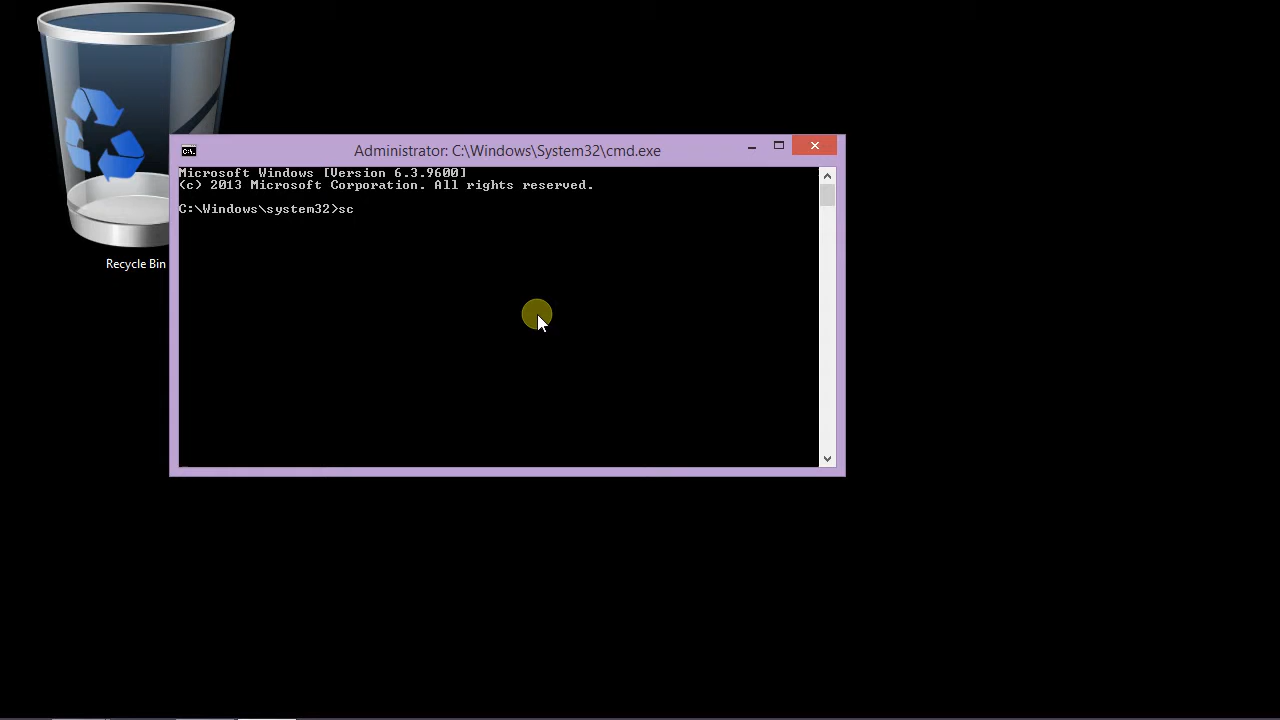 Administrator: C:\Windows\System32\cmd.exe
Microsoft Windows [Version 6.3.9600]
(c) 2013 Microsoft Corporation. All rights reserved.
C:\Windows\system32>sc
Recycle Bin